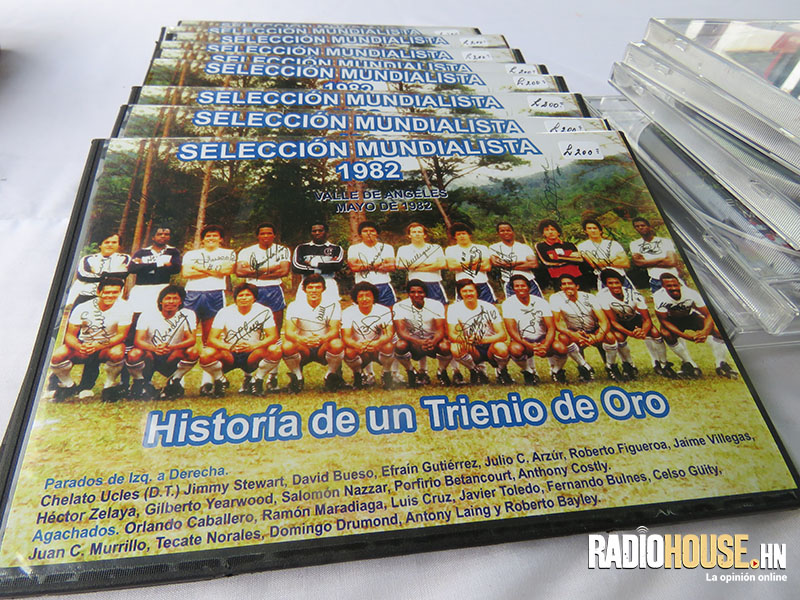 SELECCIÓN MUNDIALISTA
SELECCIÓN MUNDIALISTA
SELECCIÓN MUNDIALISTA
SELECCIÓN MUNDIALISTA
SELECCIÓN MUNDIALISTA
1982
SELECCIÓN MUNDIALISTA
SELECCIÓN MUNDIALISTA
SELECCIÓN MUNDIALISTA
1982
VALLE DE ANGELES
MAYO DE 1982
Historía de un Trienio de Oro
Parados de Izq. a Derecha.
Chelato Ucles (D.T.) Jimmy Stewart, David Bueso, Efraín Gutiérrez, Julio C. Arzúr, Roberto Figueroa, Jaime Villegas,
Héctor Zelaya, Gilberto Yearwood, Salomón Nazzar, Porfirio Betancourt, Anthony Costly.
Agachados. Orlando Caballero, Ramón Maradiaga, Luis Cruz, Javier Toledo, Fernando Bulnes, Celso Güity,
Juan C. Murrillo, Tecate Norales, Domingo Drumond, Antony Laing y Roberto Bayley.
RADIOHOUSE.HN
La opinión online